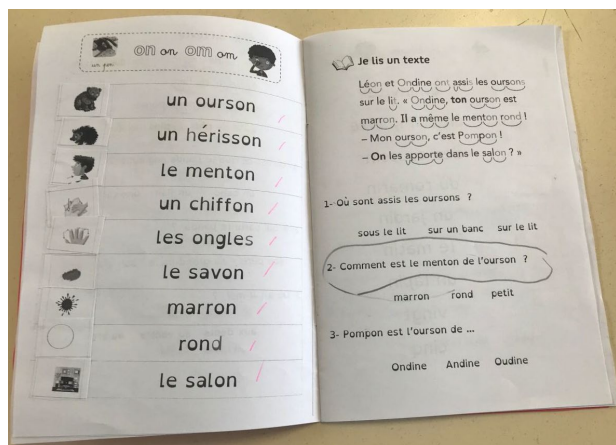 on on om om
un ourson
un hérisson
le menton
un chiffon
les ongles
le savon
marron
rond
le salon
Je lis un texte
Léon et Ondine ont assis les oursons
sur le lit. « Ondine, ton ourson est
marron. Il a même le menton rond !
– Mon ourson, c'est Pompon !
– On les apporte dans le salon ? »
1- Où sont assis les oursons ?
sous le lit sur un banc sur le lit
2- Comment est le menton de l'ourson ?
marron rond petit
3- Pompon est l'ourson de ...
Ondine Andine Oudine